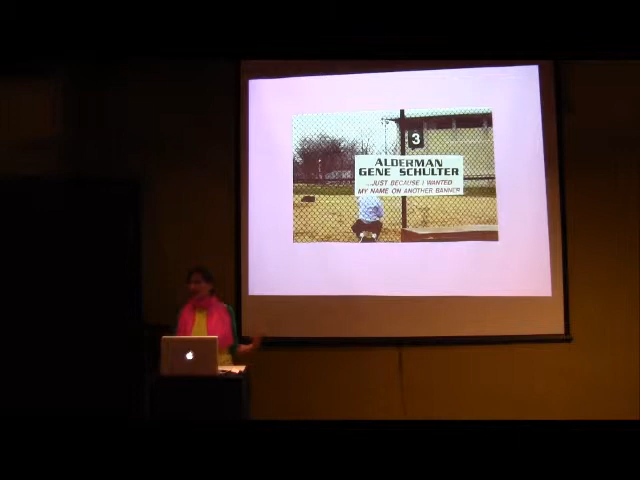 3
ALDERMAN
GENE SCHULTER
...JUST BECAUSE I WANTED
MY NAME ON ANOTHER BANNER